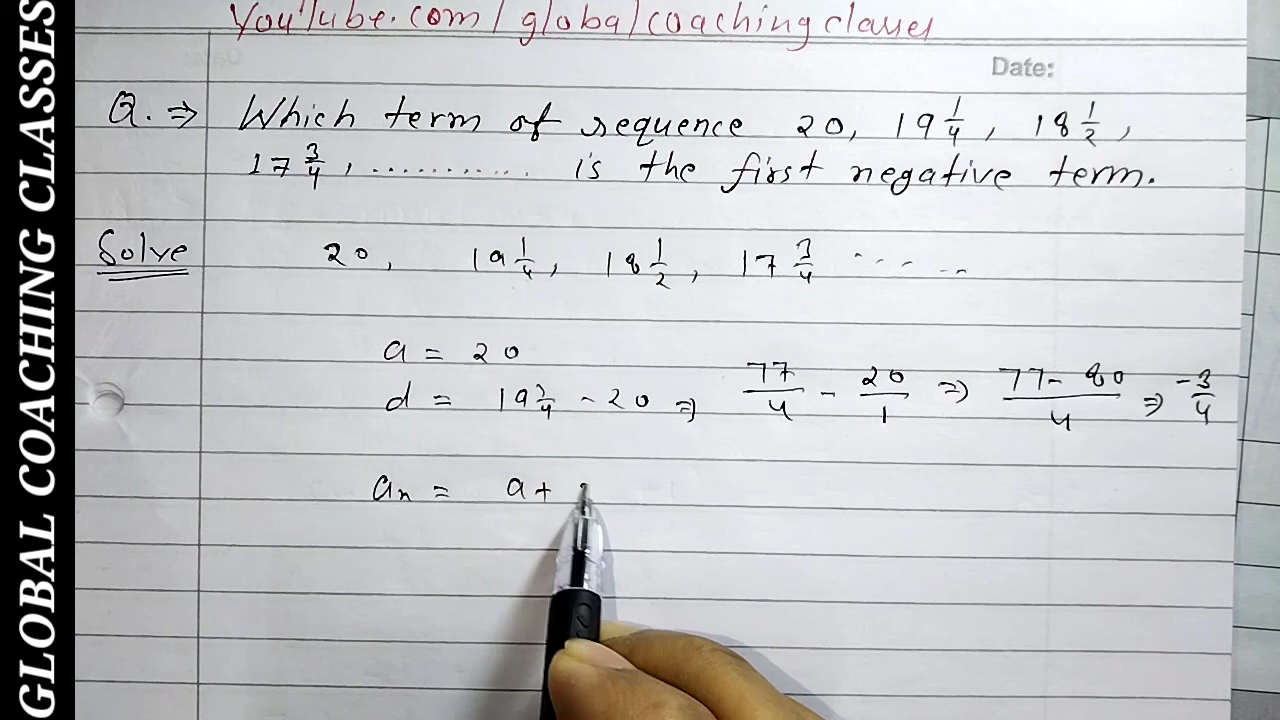 GLOBAL COACHING CLASSES
YouTube.com/globalcoachingclasses
Date:
Q. ⇒ Which term of sequence 20, 19 1/4, 18 1/2,
17 3/4, ............ is the first negative term.
Solve 20, 19 1/4, 18 1/2, 17 3/4 .....
a = 20
d = 19 1/4 - 20 ⇒ 77/4 - 20/1 ⇒ 77-80/4 ⇒ -3/4
an = a+